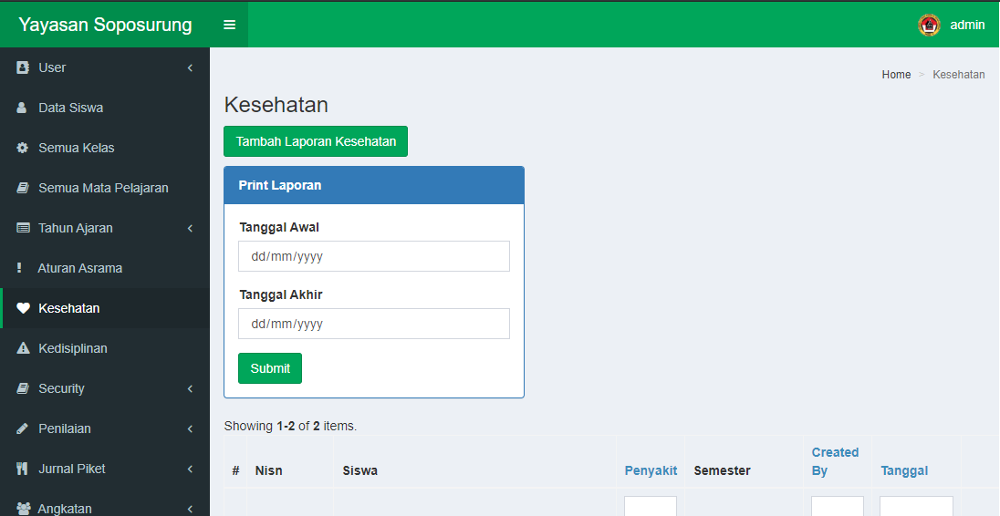 Yayasan Soposurung
admin
User
Data Siswa
Semua Kelas
Semua Mata Pelajaran
Tahun Ajaran
Aturan Asrama
Kesehatan
Kedisiplinan
Security
Penilaian
Jurnal Piket
Angkatan
Home > Kesehatan
Kesehatan
Tambah Laporan Kesehatan
Print Laporan
Tanggal Awal
dd/mm/yyyy
Tanggal Akhir
dd/mm/yyyy
Submit
Showing 1-2 of 2 items.
# Nisn Siswa Penyakit Semester Created By Tanggal